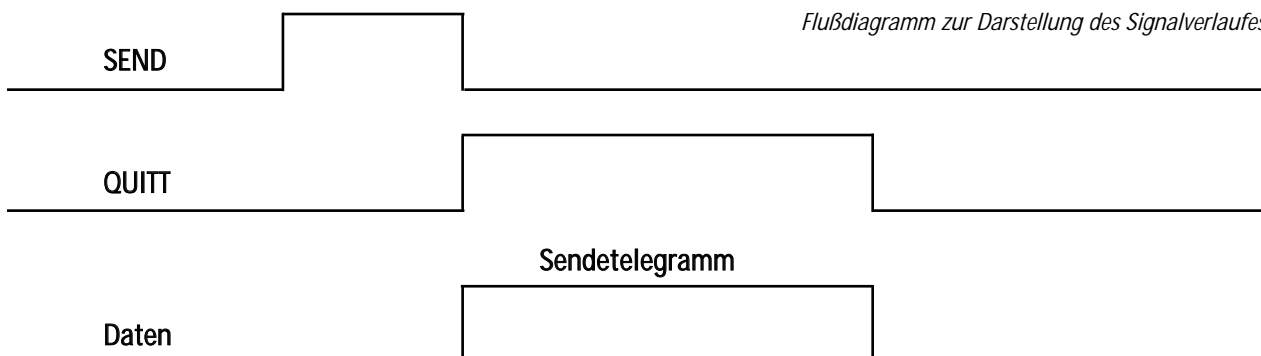 Flußdiagramm zur Darstellung des Signalverlaufes
SEND
QUITT
Sendetelegramm
Daten